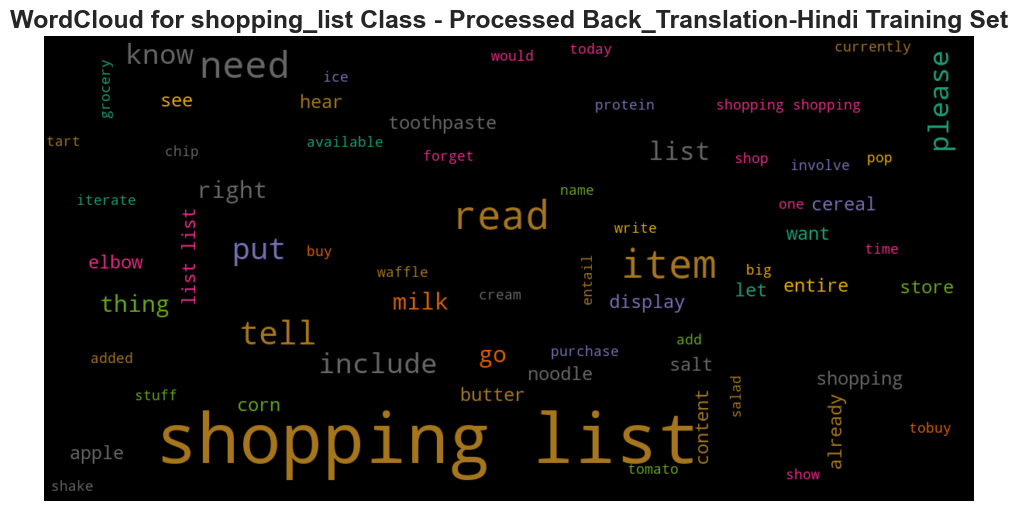 WordCloud for shopping_list Class - Processed Back_Translation-Hindi Training Set
know
need
would
today
currently
grocery
ice
please
see
hear
protein
shopping shopping
toothpaste
tart
available
chip
forget
list
shop
involve
pop
right
name
iterate
read
one
cereal
list list
write
want
put
buy
time
elbow
item
waffle
entail
big
let
entire
store
thing
milk
cream
display
tell
add
added
include
go
purchase
noodle
salt
shopping
stuff
corn
butter
salad
content
already
shopping list
tobuy
apple
tomato
show
shake